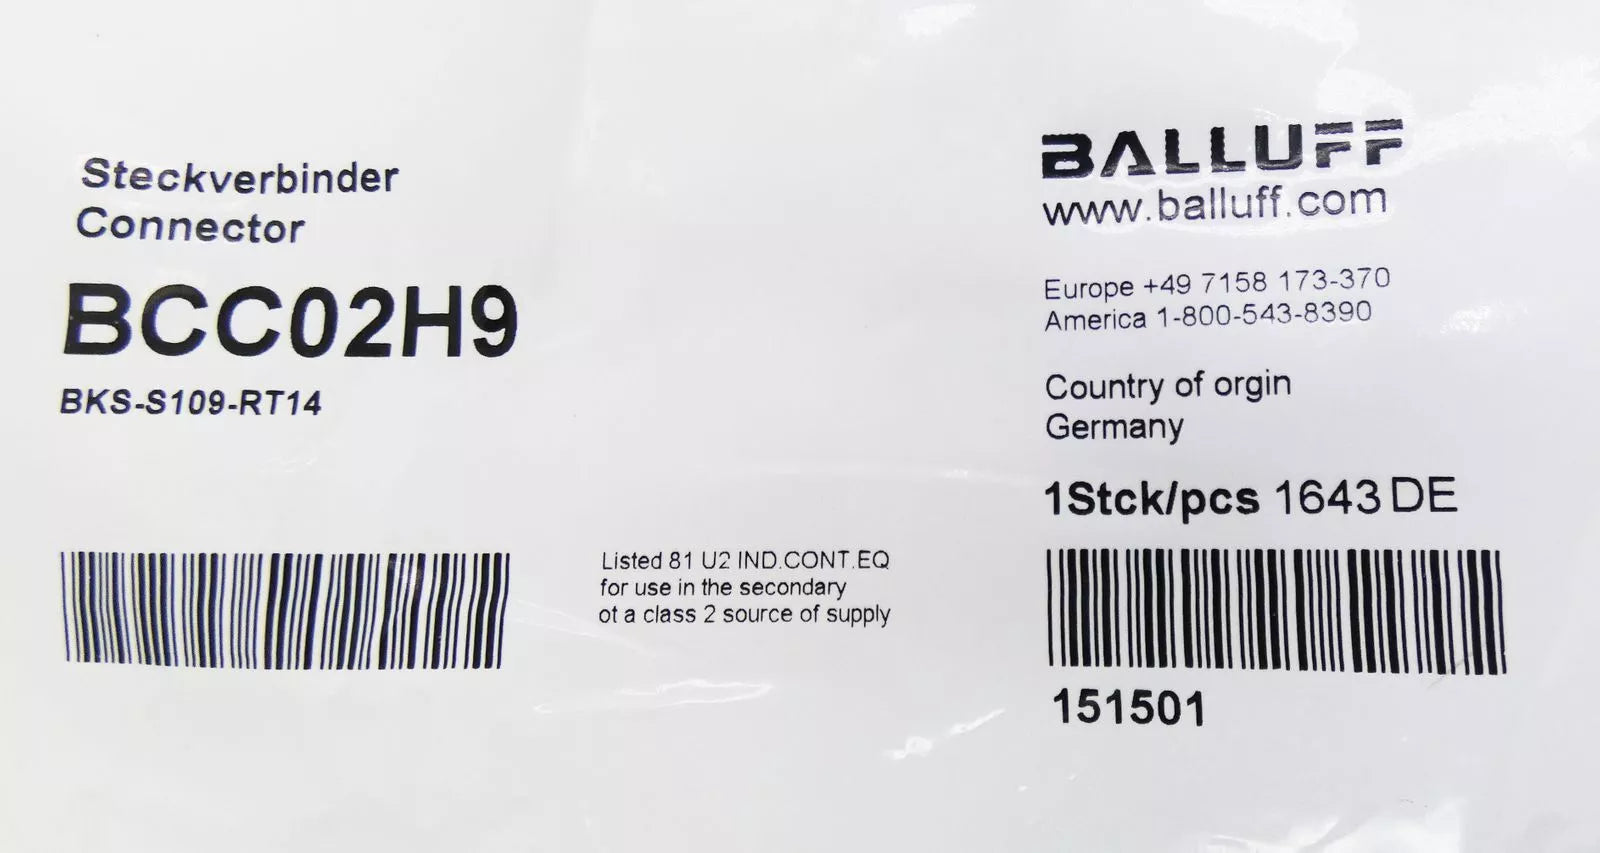 Steckverbinder
Connector
BCC02H9
BKS-S109-RT14
Listed 81 U2 IND.CONT.EQ
for use in the secondary
ot a class 2 source of supply
BALLUFF
www.balluff.com
Europe +49 7158 173-370
America 1-800-543-8390
Country of orgin
Germany
1Stck/pcs 1643 DE
151501